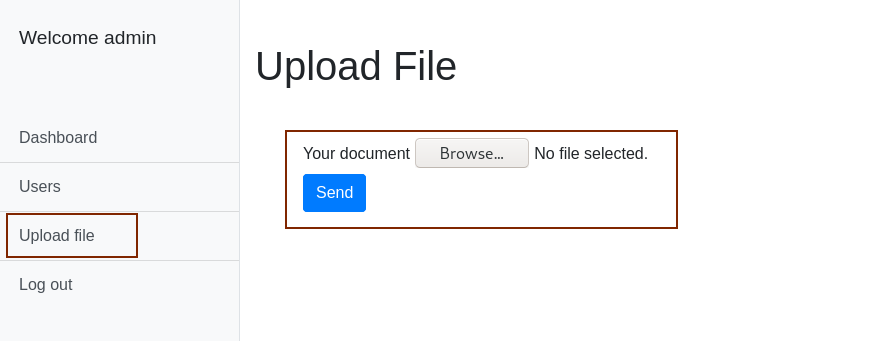 Welcome admin
Dashboard
Users
Upload file
Log out
Upload File
Your document Browse... No file selected.
Send